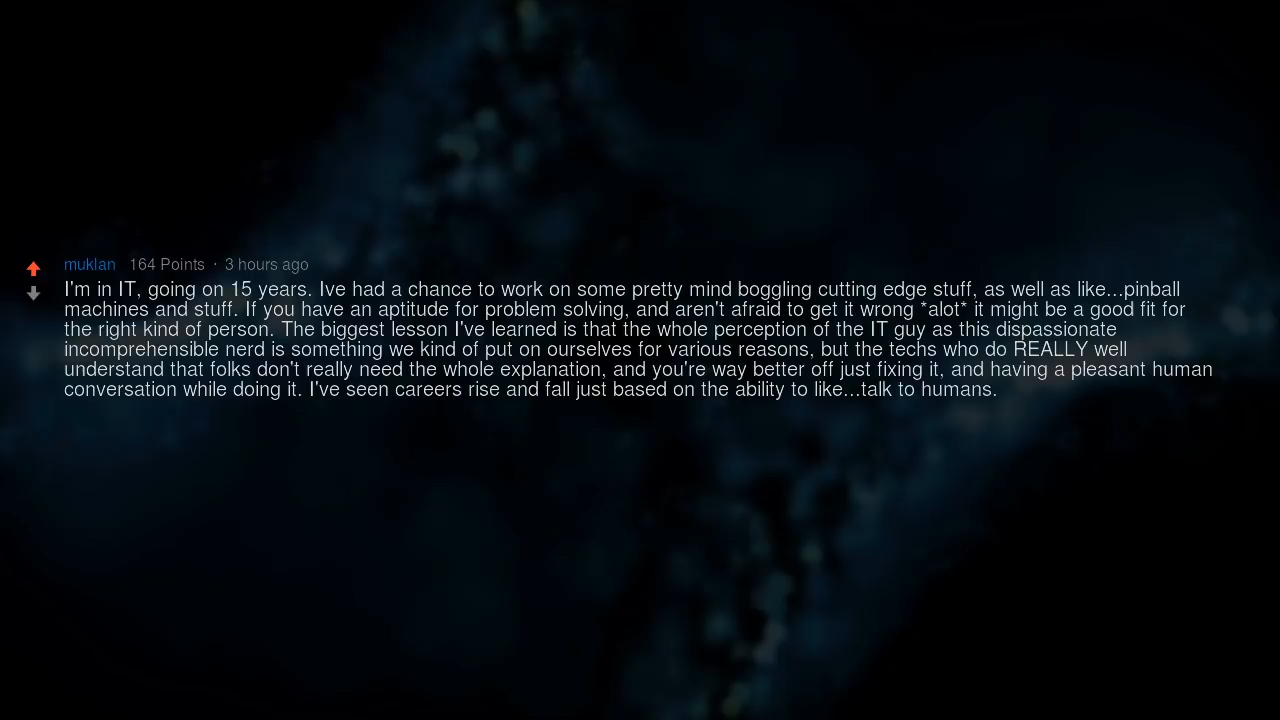 muklan 164 Points · 3 hours ago
I'm in IT, going on 15 years. Ive had a chance to work on some pretty mind boggling cutting edge stuff, as well as like...pinball
machines and stuff. If you have an aptitude for problem solving, and aren't afraid to get it wrong *alot* it might be a good fit for
the right kind of person. The biggest lesson I've learned is that the whole perception of the IT guy as this dispassionate
incomprehensible nerd is something we kind of put on ourselves for various reasons, but the techs who do REALLY well
understand that folks don't really need the whole explanation, and you're way better off just fixing it, and having a pleasant human
conversation while doing it. I've seen careers rise and fall just based on the ability to like...talk to humans.